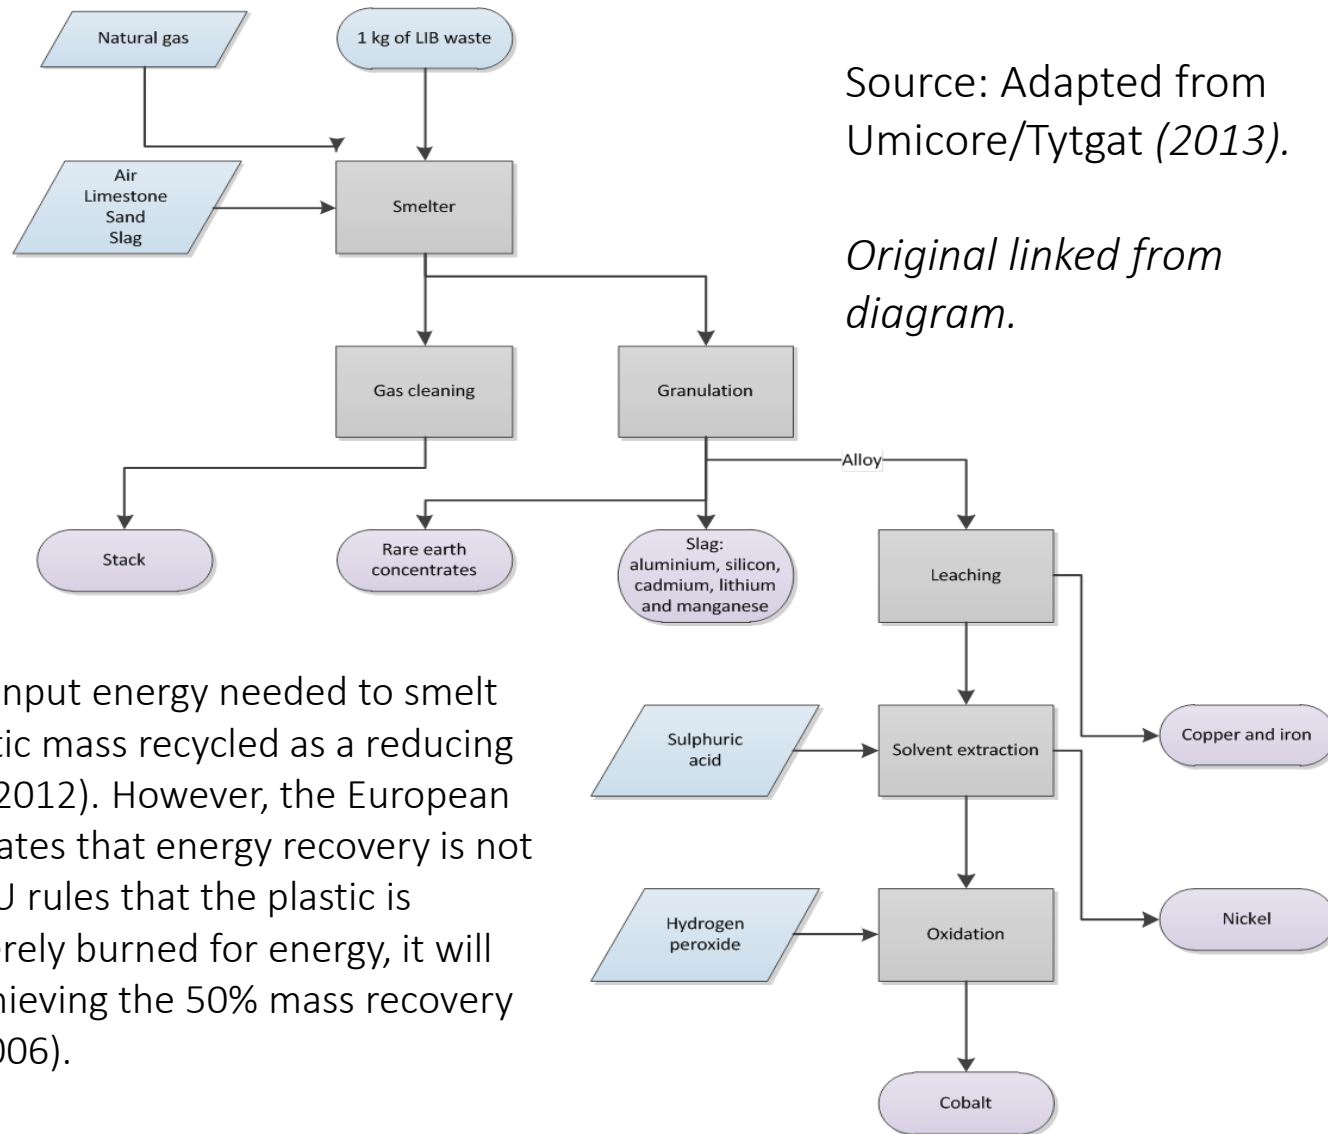 Natural gas
1 kg of LIB waste
Source: Adapted from
Umicore/Tytgat (2013).
Original linked from
diagram.
Air
Limestone
Sand
Slag
Smelter
Gas cleaning
Granulation
Alloy
Stack
Rare earth
concentrates
Slag:
aluminium, silicon,
cadmium, lithium
and manganese
Leaching
Sulphuric
acid
Solvent extraction
Copper and iron
Hydrogen
peroxide
Oxidation
Nickel
Cobalt
input energy needed to smelt
tic mass recycled as a reducing
2012). However, the European
ates that energy recovery is not
U rules that the plastic is
erely burned for energy, it will
hieving the 50% mass recovery
006).